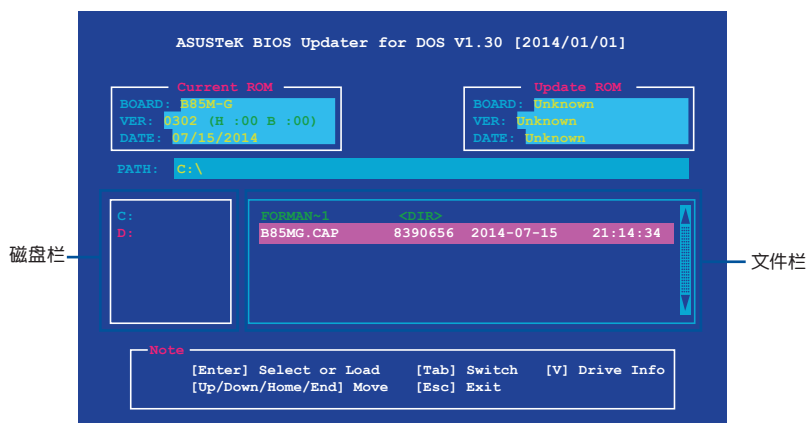 ASUSTeK BIOS Updater for DOS V1.30 [2014/01/01]
Current ROM
BOARD: B85M-G
VER: 0302 (H :00 B :00)
DATE: 07/15/2014
Update ROM
BOARD: Unknown
VER: Unknown
DATE: Unknown
PATH: C:\
C:
D:
FORMAN~1 <DIR>
B85MG.CAP 8390656 2014-07-15 21:14:34
磁盘栏
文件栏
Note
[Enter] Select or Load [Tab] Switch [V] Drive Info
[Up/Down/Home/End] Move [Esc] Exit